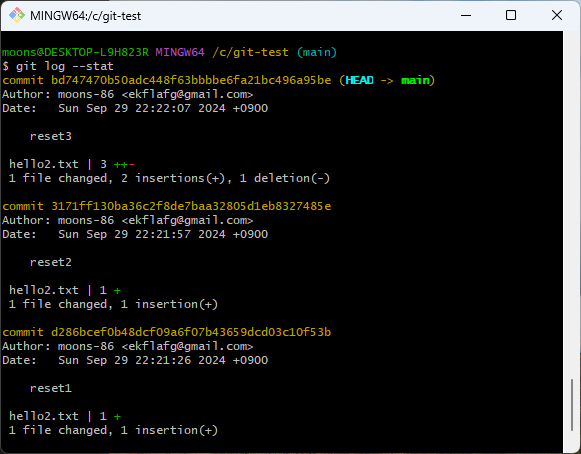 MINGW64:/c/git-test
moons@DESKTOP-L9H823R MINGW64 /c/git-test (main)
$ git log --stat
commit bd747470b50adc448f63bbbbe6fa21bc496a95be (HEAD -> main)
Author: moons-86 <ekflafg@gmail.com>
Date:   Sun Sep 29 22:22:07 2024 +0900
    reset3
 hello2.txt | 3 ++-
 1 file changed, 2 insertions(+), 1 deletion(-)
commit 3171ff130ba36c2f8de7baa32805d1eb8327485e
Author: moons-86 <ekflafg@gmail.com>
Date:   Sun Sep 29 22:21:57 2024 +0900
    reset2
 hello2.txt | 1 +
 1 file changed, 1 insertion(+)
commit d286bcef0b48dcf09a6f07b43659dcd03c10f53b
Author: moons-86 <ekflafg@gmail.com>
Date:   Sun Sep 29 22:21:26 2024 +0900
    reset1
 hello2.txt | 1 +
 1 file changed, 1 insertion(+)